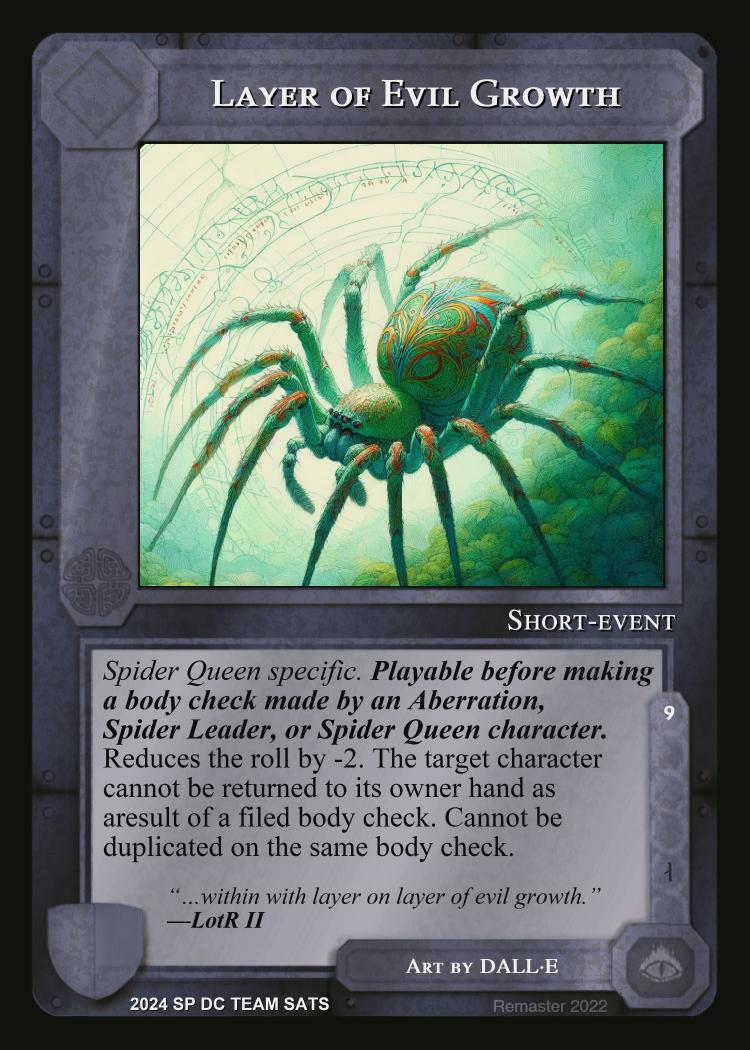 Layer of Evil Growth
Short-event
Spider Queen specific. Playable before making
a body check made by an Aberration,
Spider Leader, or Spider Queen character.
Reduces the roll by -2. The target character
cannot be returned to its owner hand as
aresult of a filed body check. Cannot be
duplicated on the same body check.
9
“...within with layer on layer of evil growth.”
—LotR II
Art by DALL·E
2024 SP DC TEAM SATS
Remaster 2022